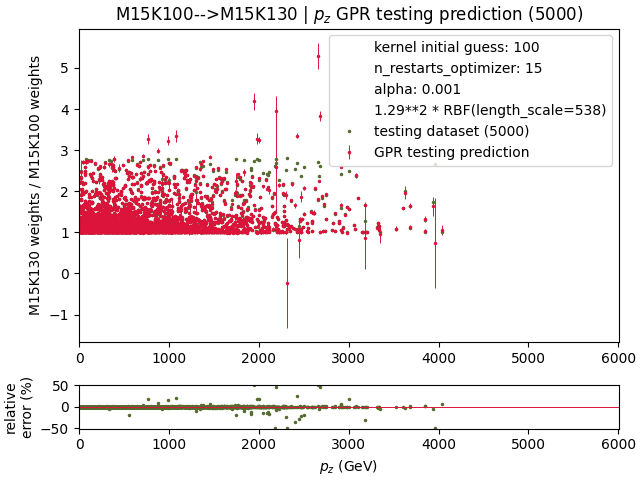 M15K100-->M15K130 | p_z GPR testing prediction (5000)
M15K130 weights / M15K100 weights
5
4
3
2
1
0
−1
kernel initial guess: 100
n_restarts_optimizer: 15
alpha: 0.001
1.29**2 * RBF(length_scale=538)
testing dataset (5000)
GPR testing prediction
0 1000 2000 3000 4000 5000 6000
relative
error (%)
50
0
−50
0 1000 2000 3000 4000 5000 6000
p_z (GeV)